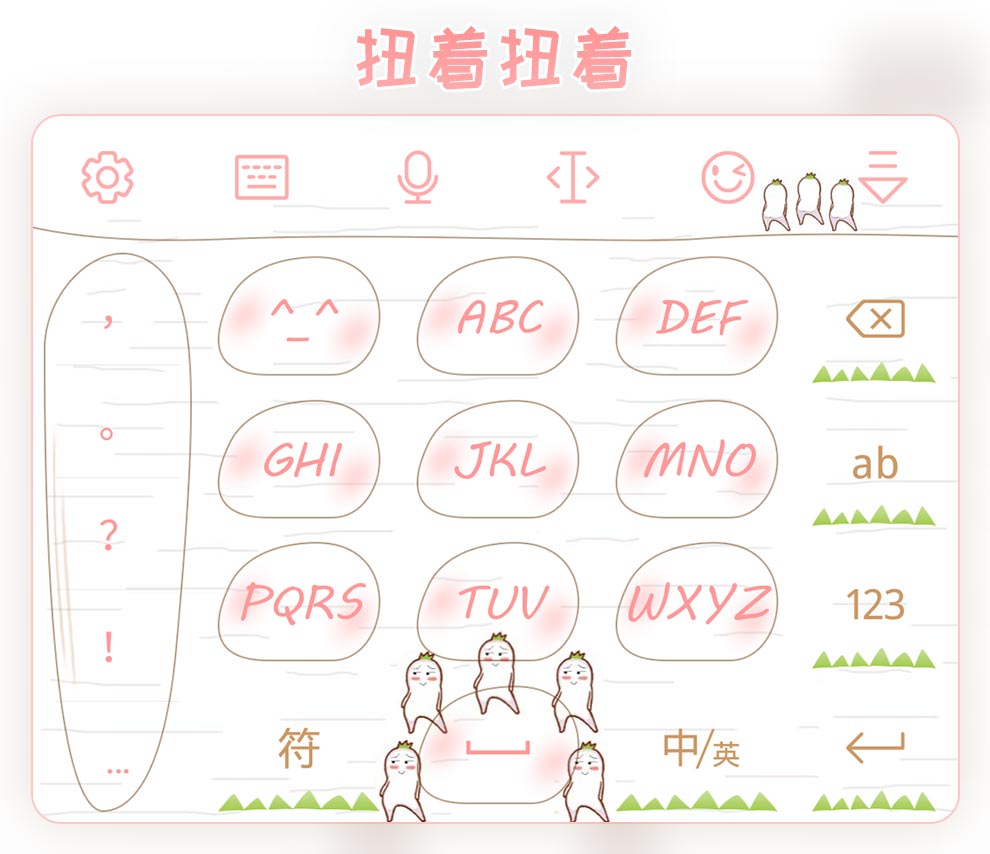 扭着扭着
,
^_^ ABC DEF
。
GHI JKL MNO ab
?
PQRS TUV WXYZ 123
!
符 中/英
...